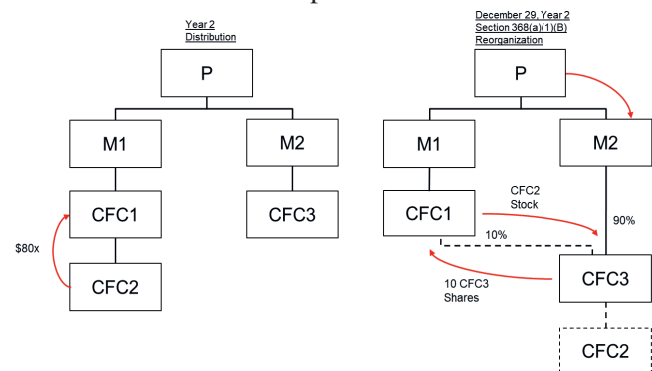 Year 2
Distribution
P
M1
M2
CFC1
CFC3
$80x
CFC2
December 29, Year 2
Section 368(a)(1)(B)
Reorganization
P
M1
M2
CFC1
CFC2
Stock
90%
10%
10 CFC3
Shares
CFC3
CFC2